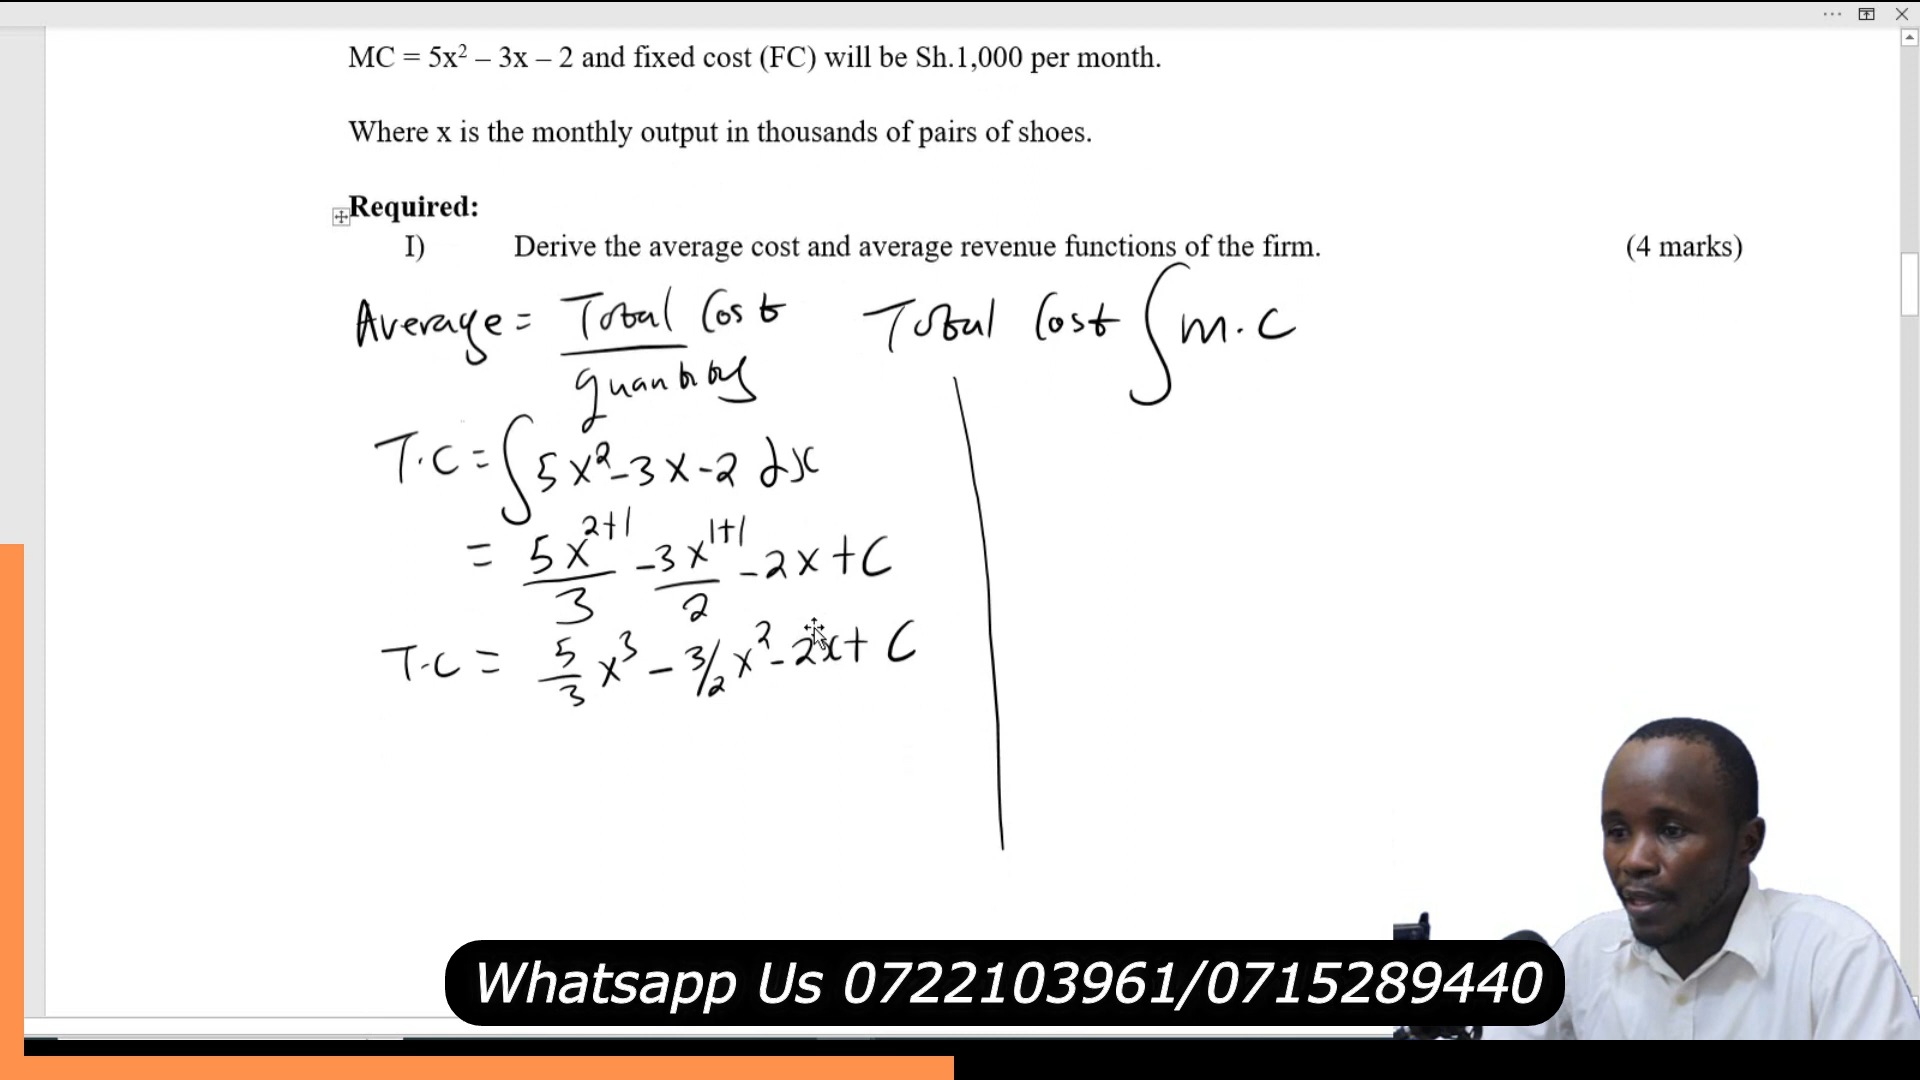 MC = 5x² – 3x – 2 and fixed cost (FC) will be Sh.1,000 per month.
Where x is the monthly output in thousands of pairs of shoes.
Required:
I) Derive the average cost and average revenue functions of the firm. (4 marks)
Average = Total Cost / quantity
Total Cost ∫ m.c
T.C = ∫ 5x² - 3x - 2 dx
= 5x²⁺¹/3 - 3x¹⁺¹/2 - 2x + C
T.C = 5/3 x³ - 3/2 x² - 2x + C
Whatsapp Us 0722103961/0715289440